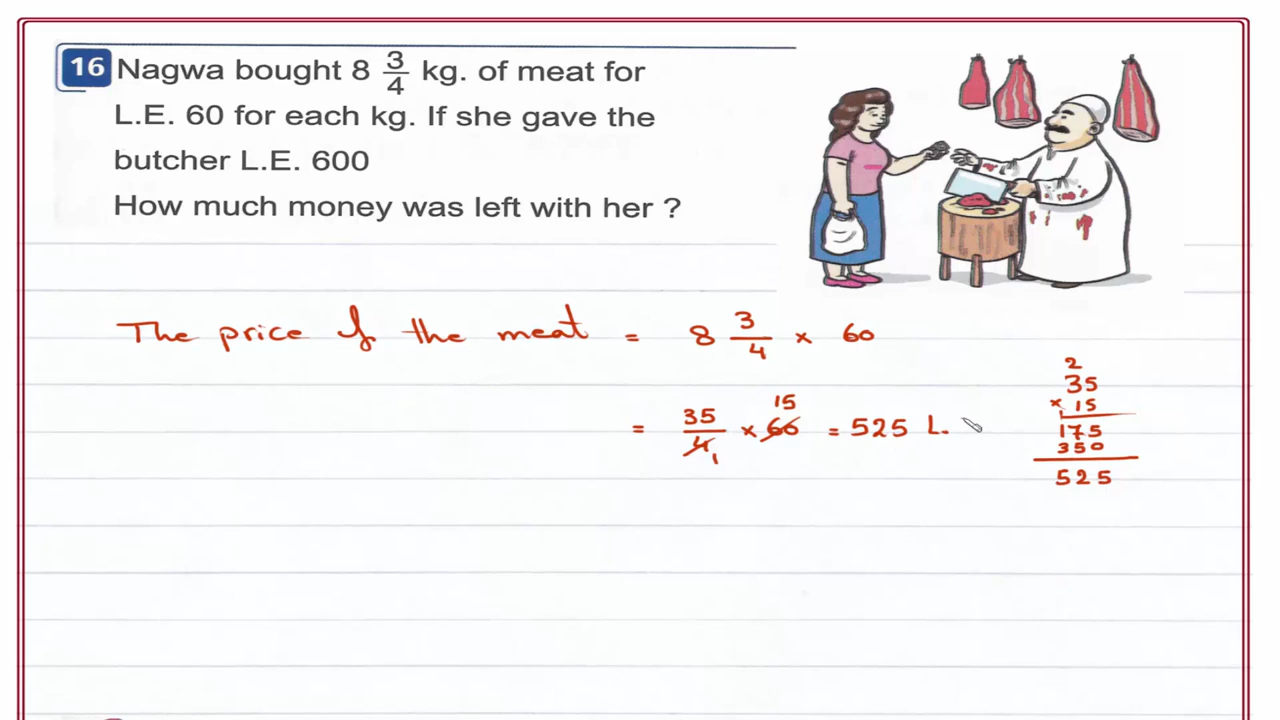 16 Nagwa bought 8 3/4 kg. of meat for
L.E. 60 for each kg. If she gave the
butcher L.E. 600
How much money was left with her ?
The price of the meat = 8 3/4 × 60
= 35/4 1 × 60 15 = 525 L.
2
35
× 15
1
175
350
525